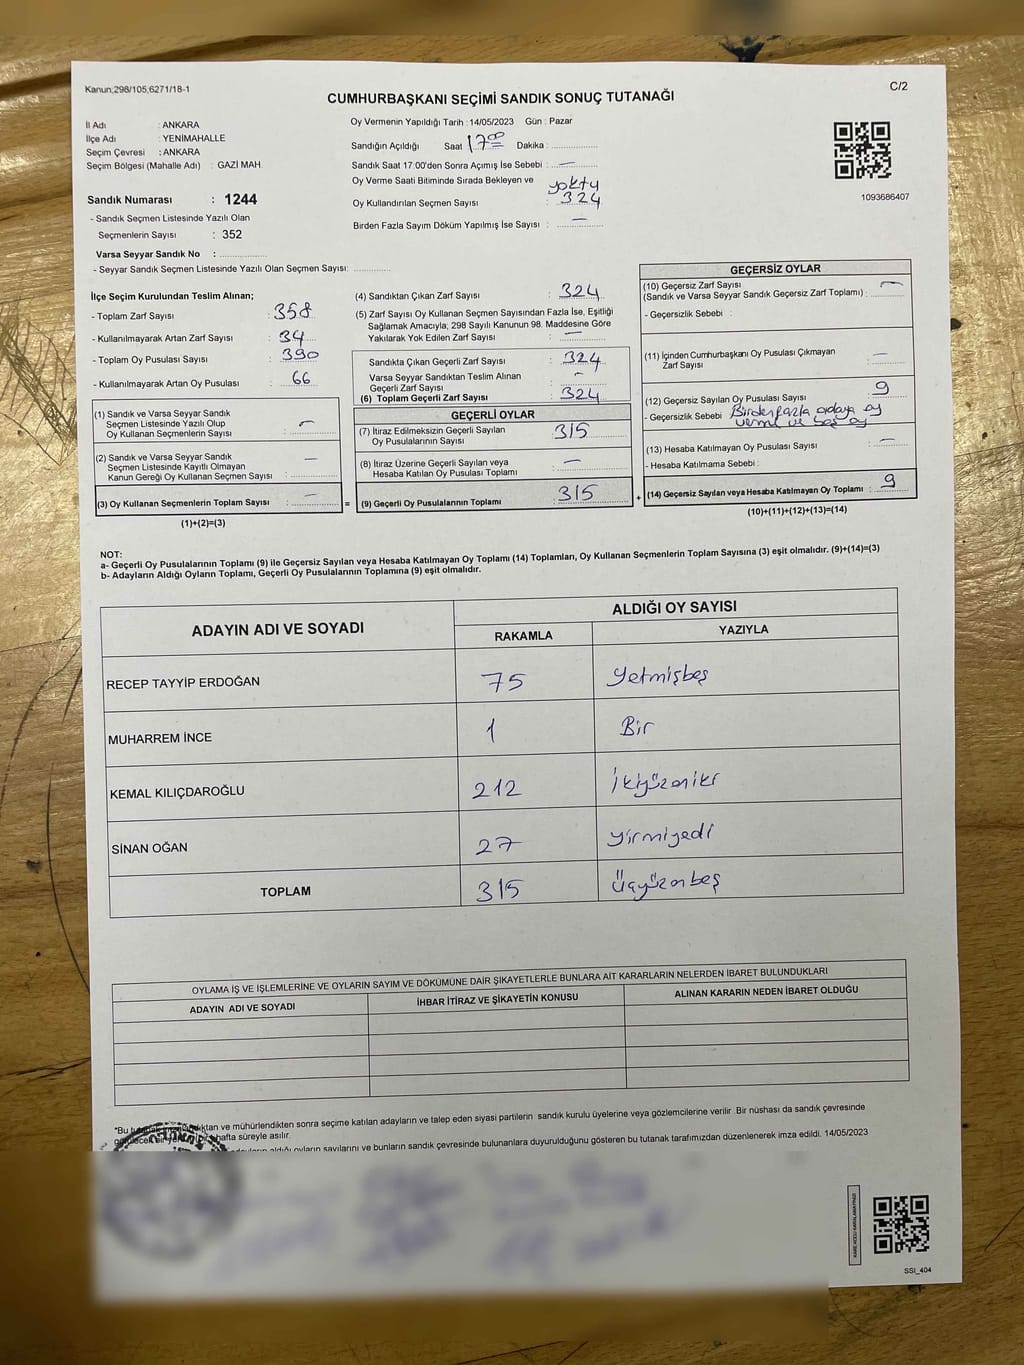 Kanun;298/105,6271/18-1
C/2
CUMHURBAŞKANI SEÇİMİ SANDIK SONUÇ TUTANAĞI
İl Adı : ANKARA
İlçe Adı : YENİMAHALLE
Seçim Çevresi : ANKARA
Seçim Bölgesi (Mahalle Adı) : GAZİ MAH.
Sandık Numarası : 1244
- Sandık Seçmen Listesinde Yazılı Olan
Seçmenlerin Sayısı : 352
Varsa Seyyar Sandık No :
- Seyyar Sandık Seçmen Listesinde Yazılı Olan Seçmen Sayısı:
Oy Vermenin Yapıldığı Tarih : 14/05/2023 Gün : Pazar
Sandığın Açıldığı Saat 17 00 Dakika :
Sandık Saat 17:00'den Sonra Açımış İse Sebebi : —
Oy Verme Saati Bitiminde Sırada Bekleyen ve yoktu
Oy Kullandırılan Seçmen Sayısı : 324
Birden Fazla Sayım Döküm Yapılmış İse Sayısı : —
1093686407
İlçe Seçim Kurulundan Teslim Alınan;
- Toplam Zarf Sayısı : 358
- Kullanılmayarak Artan Zarf Sayısı : 34
- Toplam Oy Pusulası Sayısı : 390
- Kullanılmayarak Artan Oy Pusulası : 66
(1) Sandık ve Varsa Seyyar Sandık
Seçmen Listesinde Yazılı Olup
Oy Kullanan Seçmenlerin Sayısı : —
(2) Sandık ve Varsa Seyyar Sandık
Seçmen Listesinde Kayıtlı Olmayan
Kanun Gereği Oy Kullanan Seçmen Sayısı : —
(3) Oy Kullanan Seçmenlerin Toplam Sayısı : — =
(1)+(2)=(3)
(4) Sandıktan Çıkan Zarf Sayısı : 324
(5) Zarf Sayısı Oy Kullanan Seçmen Sayısından Fazla İse, Eşitliği
Sağlamak Amacıyla; 298 Sayılı Kanunun 98. Maddesine Göre
Yakılarak Yok Edilen Zarf Sayısı : —
Sandıkta Çıkan Geçerli Zarf Sayısı : 324
Varsa Seyyar Sandıktan Teslim Alınan
Geçerli Zarf Sayısı : -
(6) Toplam Geçerli Zarf Sayısı : 324
GEÇERLİ OYLAR
(7) İtiraz Edilmeksizin Geçerli Sayılan
Oy Pusulalarının Sayısı : 315
(8) İtiraz Üzerine Geçerli Sayılan veya
Hesaba Katılan Oy Pusulası Toplamı : —
(9) Geçerli Oy Pusulalarının Toplamı : 315 +
GEÇERSİZ OYLAR
(10) Geçersiz Zarf Sayısı
(Sandık ve Varsa Seyyar Sandık Geçersiz Zarf Toplamı) : —
- Geçersizlik Sebebi :
(11) İçinden Cumhurbaşkanı Oy Pusulası Çıkmayan
Zarf Sayısı : —
(12) Geçersiz Sayılan Oy Pusulası Sayısı : 9
- Geçersizlik Sebebi : Birden fazla adaya oy
verme ve boş oy
(13) Hesaba Katılmayan Oy Pusulası Sayısı : —
- Hesaba Katılmama Sebebi :
(14) Geçersiz Sayılan veya Hesaba Katılmayan Oy Toplamı : 9
(10)+(11)+(12)+(13)=(14)
NOT:
a- Geçerli Oy Pusulalarının Toplamı (9) ile Geçersiz Sayılan veya Hesaba Katılmayan Oy Toplamı (14) Toplamları, Oy Kullanan Seçmenlerin Toplam Sayısına (3) eşit olmalıdır. (9)+(14)=(3)
b- Adayların Aldığı Oyların Toplamı, Geçerli Oy Pusulalarının Toplamına (9) eşit olmalıdır.
ADAYIN ADI VE SOYADI
ALDIĞI OY SAYISI
RAKAMLA YAZIYLA
RECEP TAYYİP ERDOĞAN 75 yetmişbeş
MUHARREM İNCE 1 Bir
KEMAL KILIÇDAROĞLU 212 İkiyüzoniki
SİNAN OĞAN 27 yirmiyedi
TOPLAM 315 Üçyüzonbeş
OYLAMA İŞ VE İŞLEMLERİNE VE OYLARIN SAYIM VE DÖKÜMÜNE DAİR ŞİKAYETLERLE BUNLARA AİT KARARLARIN NELERDEN İBARET BULUNDUKLARI
ADAYIN ADI VE SOYADI İHBAR İTİRAZ VE ŞİKAYETİN KONUSU ALINAN KARARIN NEDEN İBARET OLDUĞU
*Bu ve mühürlendikten sonra seçime katılan adayların ve talep eden siyasi partilerin sandık kurulu üyelerine veya gözlemcilerine verilir. Bir nüshası da sandık çevresinde
hafta süreyle asılır.
aldığı oyların sayılarını ve bunların sandık çevresinde bulunanlara duyurulduğunu gösteren bu tutanak tarafımızdan düzenlenerek imza edildi. 14/05/2023
SSI_404